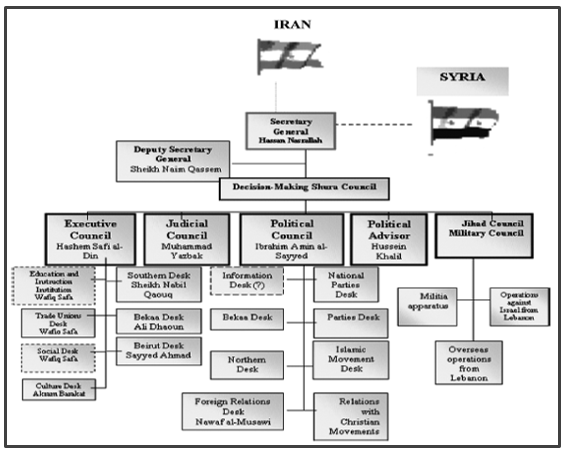 IRAN
SYRIA
Secretary
General
Hassan Nasrallah
Deputy Secretary
General
Sheikh Naim Qassem
Decision-Making Shura Council
Executive
Council
Hashem Safi al-
Din
Judicial
Council
Muhammad
Yazbak
Political
Council
Ibrahim Amin al-
Sayyed
Political
Advisor
Hussein
Khalil
Jihad Council
Military Council
Education and
Instruction
Institution
Wafiq Safa
Southern Desk
Sheikh Nabil
Qaouq
Trade Unions
Desk
Wafiq Safa
Bekaa Desk
Ali Dhaoun
Social Desk
Wafiq Safa
Beirut Desk
Sayyed Ahmad
Culture Desk
Akram Barakat
Information
Desk (?)
National
Parties
Desk
Bekaa Desk
Parties Desk
Northern
Desk
Islamic
Movement
Desk
Foreign Relations
Desk
Nawaf al-Musawi
Relations
with
Christian
Movements
Militia
apparatus
Operations
against
Israel from
Lebanon
Overseas
operations
from
Lebanon